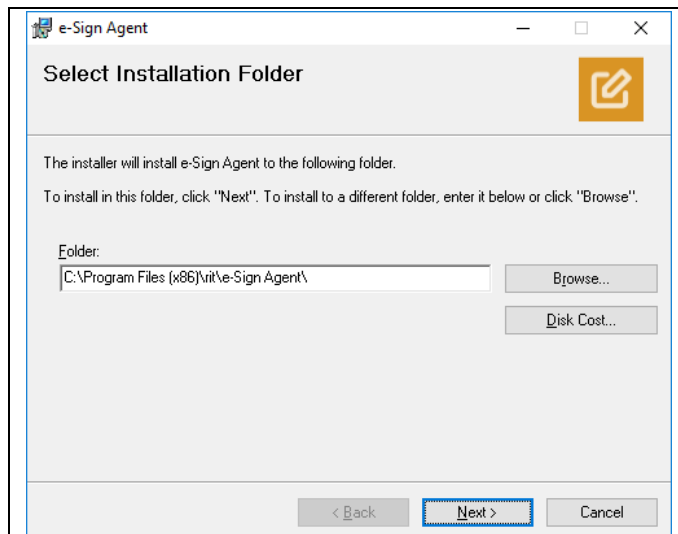 e-Sign Agent
Select Installation Folder
The installer will install e-Sign Agent to the following folder.
To install in this folder, click "Next". To install to a different folder, enter it below or click "Browse".
Folder:
C:\Program Files (x86)\rit\e-Sign Agent\
Browse...
Disk Cost...
< Back
Next >
Cancel